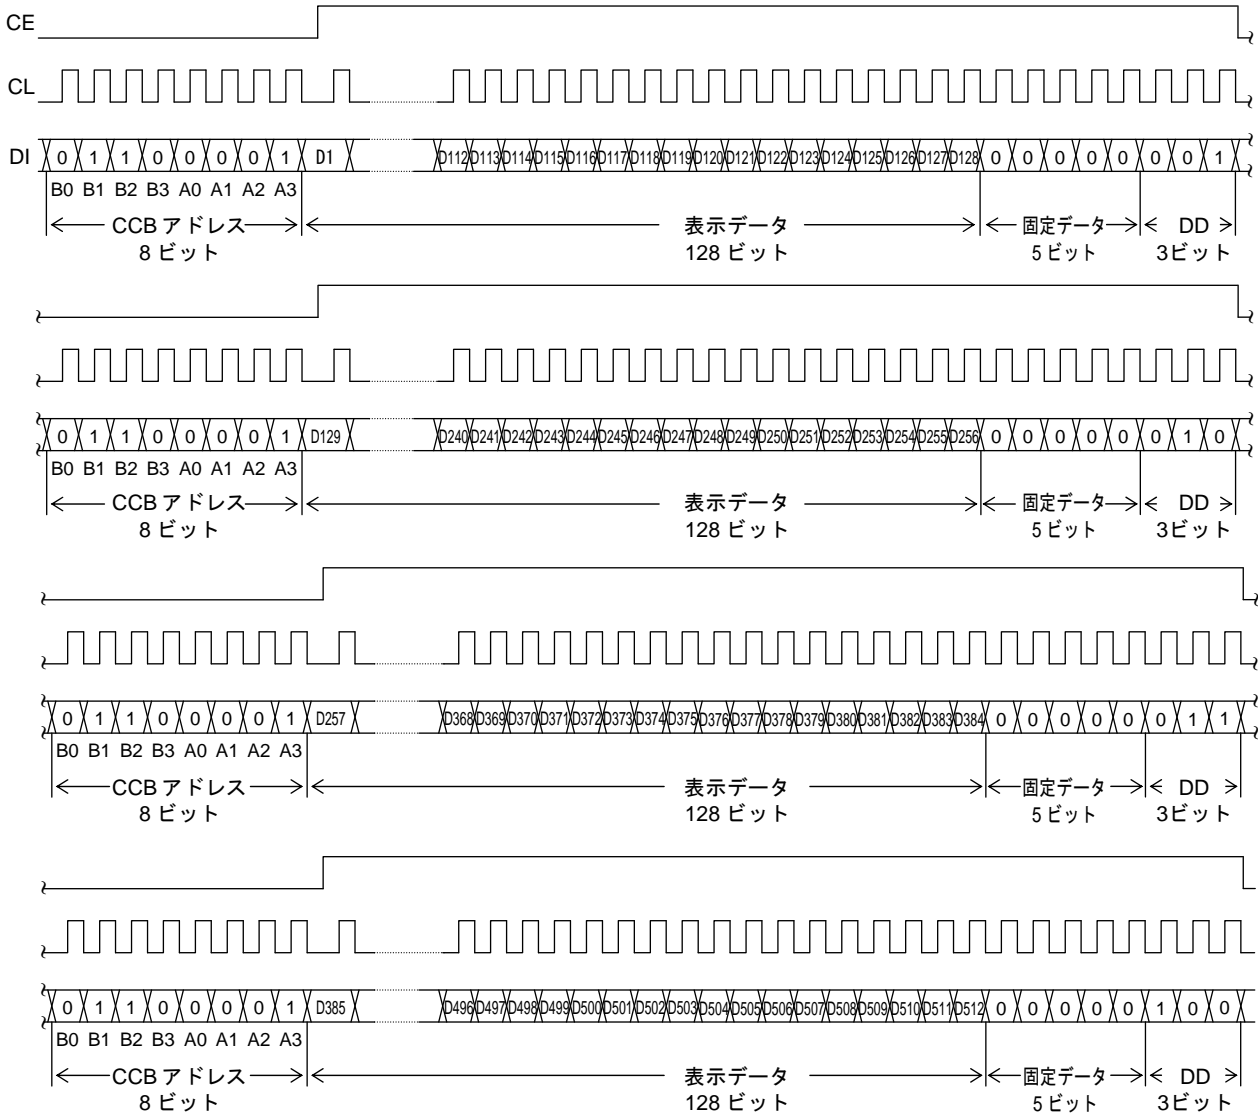 CE
CL
DI 0 1 1 0 0 0 0 1 D1 D112 D113 D114 D115 D116 D117 D118 D119 D120 D121 D122 D123 D124 D125 D126 D127 D128 0 0 0 0 0 0 0 1
B0 B1 B2 B3 A0 A1 A2 A3
CCB アドレス 表示データ 固定データ DD
8 ビット 128 ビット 5 ビット 3ビット
0 1 1 0 0 0 0 1 D129 D240 D241 D242 D243 D244 D245 D246 D247 D248 D249 D250 D251 D252 D253 D254 D255 D256 0 0 0 0 0 0 1 0
B0 B1 B2 B3 A0 A1 A2 A3
CCB アドレス 表示データ 固定データ DD
8 ビット 128 ビット 5 ビット 3ビット
0 1 1 0 0 0 0 1 D257 D368 D369 D370 D371 D372 D373 D374 D375 D376 D377 D378 D379 D380 D381 D382 D383 D384 0 0 0 0 0 0 1 1
B0 B1 B2 B3 A0 A1 A2 A3
CCB アドレス 表示データ 固定データ DD
8 ビット 128 ビット 5 ビット 3ビット
0 1 1 0 0 0 0 1 D385 D496 D497 D498 D499 D500 D501 D502 D503 D504 D505 D506 D507 D508 D509 D510 D511 D512 0 0 0 0 0 1 0 0
B0 B1 B2 B3 A0 A1 A2 A3
CCB アドレス 表示データ 固定データ DD
8 ビット 128 ビット 5 ビット 3ビット